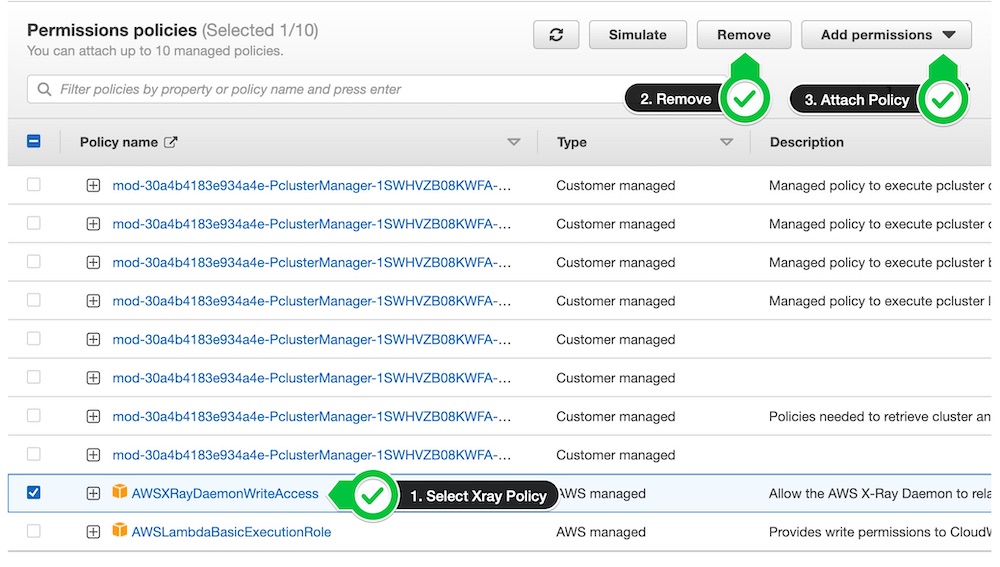 Permissions policies (Selected 1/10)
You can attach up to 10 managed policies.
Simulate
Remove
Add permissions
Filter policies by property or policy name and press enter
2. Remove
3. Attach Policy
Policy name
Type
Description
mod-30a4b4183e934a4e-PclusterManager-1SWHVZB08KWFA-... Customer managed Managed policy to execute pcluster
mod-30a4b4183e934a4e-PclusterManager-1SWHVZB08KWFA-... Customer managed Managed policy to execute pcluster
mod-30a4b4183e934a4e-PclusterManager-1SWHVZB08KWFA-... Customer managed Managed policy to execute pcluster
mod-30a4b4183e934a4e-PclusterManager-1SWHVZB08KWFA-... Customer managed Managed policy to execute pcluster
mod-30a4b4183e934a4e-PclusterManager-1SWHVZB08KWFA-... Customer managed
mod-30a4b4183e934a4e-PclusterManager-1SWHVZB08KWFA-... Customer managed
mod-30a4b4183e934a4e-PclusterManager-1SWHVZB08KWFA-... Customer managed Policies needed to retrieve cluster an
mod-30a4b4183e934a4e-PclusterManager-1SWHVZB08KWFA-... Customer managed
AWSXRayDaemonWriteAccess 1. Select Xray Policy AWS managed Allow the AWS X-Ray Daemon to rela
AWSLambdaBasicExecutionRole AWS managed Provides write permissions to CloudW